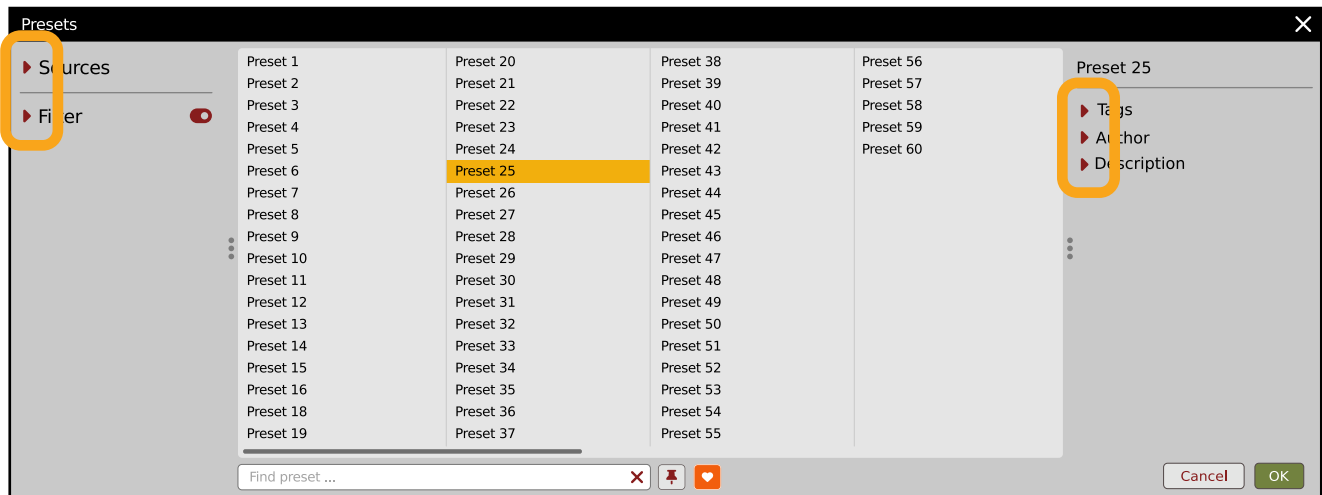 Presets
Sources
Filter
Preset 1
Preset 2
Preset 3
Preset 4
Preset 5
Preset 6
Preset 7
Preset 8
Preset 9
Preset 10
Preset 11
Preset 12
Preset 13
Preset 14
Preset 15
Preset 16
Preset 18
Preset 19
Preset 20
Preset 21
Preset 22
Preset 23
Preset 24
Preset 25
Preset 26
Preset 27
Preset 28
Preset 29
Preset 30
Preset 31
Preset 32
Preset 33
Preset 34
Preset 35
Preset 36
Preset 37
Preset 38
Preset 39
Preset 40
Preset 41
Preset 42
Preset 43
Preset 44
Preset 45
Preset 46
Preset 47
Preset 48
Preset 49
Preset 50
Preset 51
Preset 52
Preset 53
Preset 54
Preset 55
Preset 56
Preset 57
Preset 58
Preset 59
Preset 60
Preset 25
Tags
Author
Description
Find preset ...
Cancel
OK